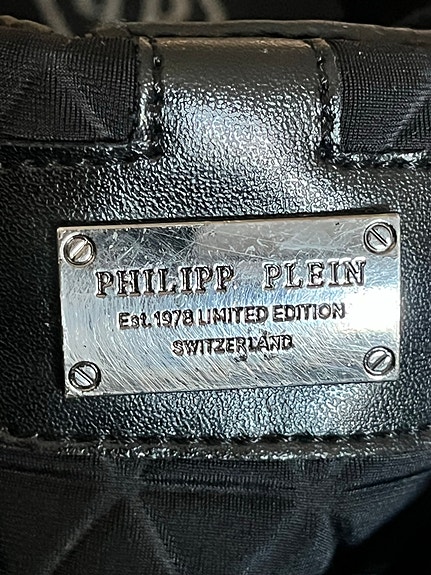 PHILIPP PLEIN
Est. 1978 LIMITED EDITION
SWITZERLAND